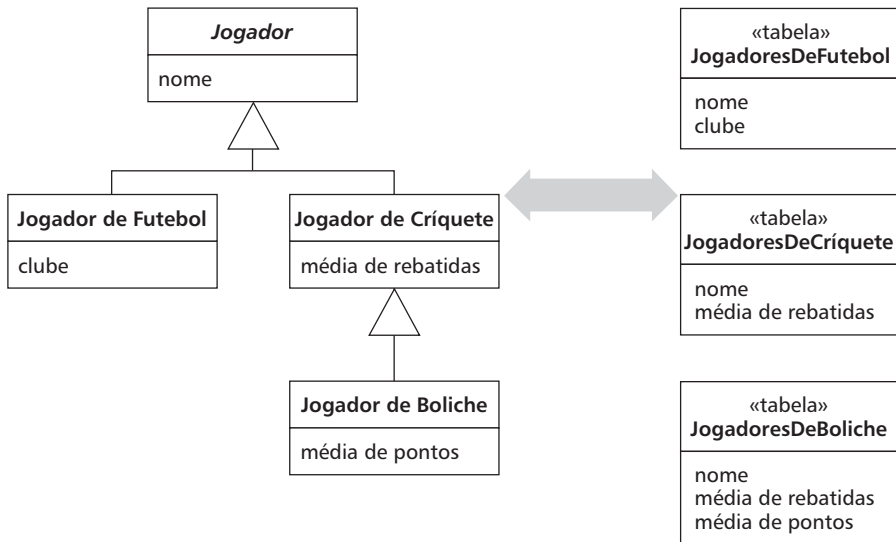 Jogador
nome
Jogador de Futebol
clube
Jogador de Críquete
média de rebatidas
Jogador de Boliche
média de pontos
«tabela»
JogadoresDeFutebol
nome
clube
«tabela»
JogadoresDeCríquete
nome
média de rebatidas
«tabela»
JogadoresDeBoliche
nome
média de rebatidas
média de pontos